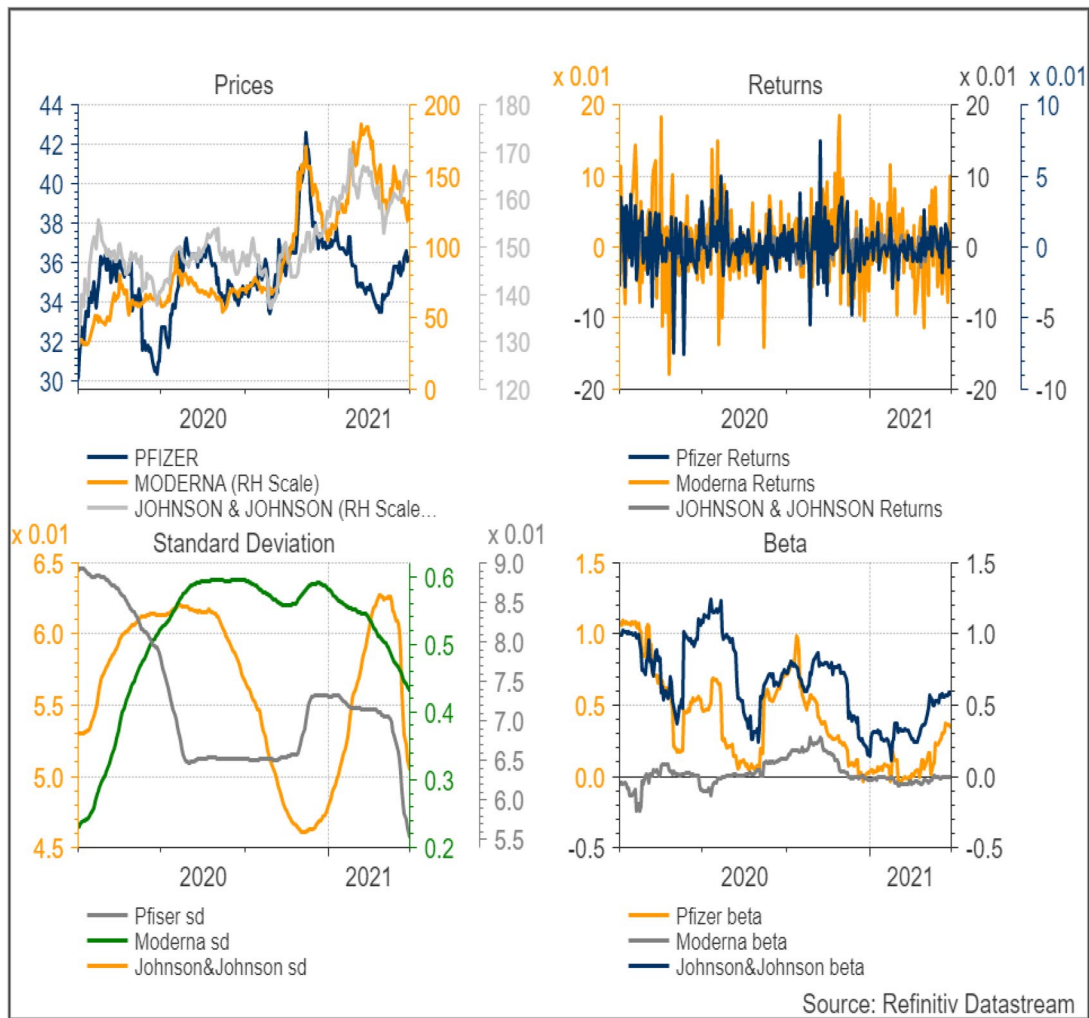 x 0.01 x 0.01 x 0.01
Prices Returns
44 200 180 20 20 10
42 170
40 150 160 10 10 5
38 100 150 0 0 0
36
34 50 140 -10 -10 -5
32 130
30 0 120 -20 -20 -10
2020 2021 2020 2021
PFIZER
MODERNA (RH Scale)
JOHNSON & JOHNSON (RH Scale…
Pfizer Returns
Moderna Returns
JOHNSON & JOHNSON Returns
x 0.01 Standard Deviation x 0.01
6.5 0.6 9.0
8.5
6.0 0.5 8.0
7.5
5.5 0.4 7.0
6.5
5.0 0.3 6.0
4.5 0.2 5.5
2020 2021
Pfiser sd
Moderna sd
Johnson&Johnson sd
Beta
1.5 1.5
1.0 1.0
0.5 0.5
0.0 0.0
-0.5 -0.5
2020 2021
Pfizer beta
Moderna beta
Johnson&Johnson beta
Source: Refinitiv Datastream